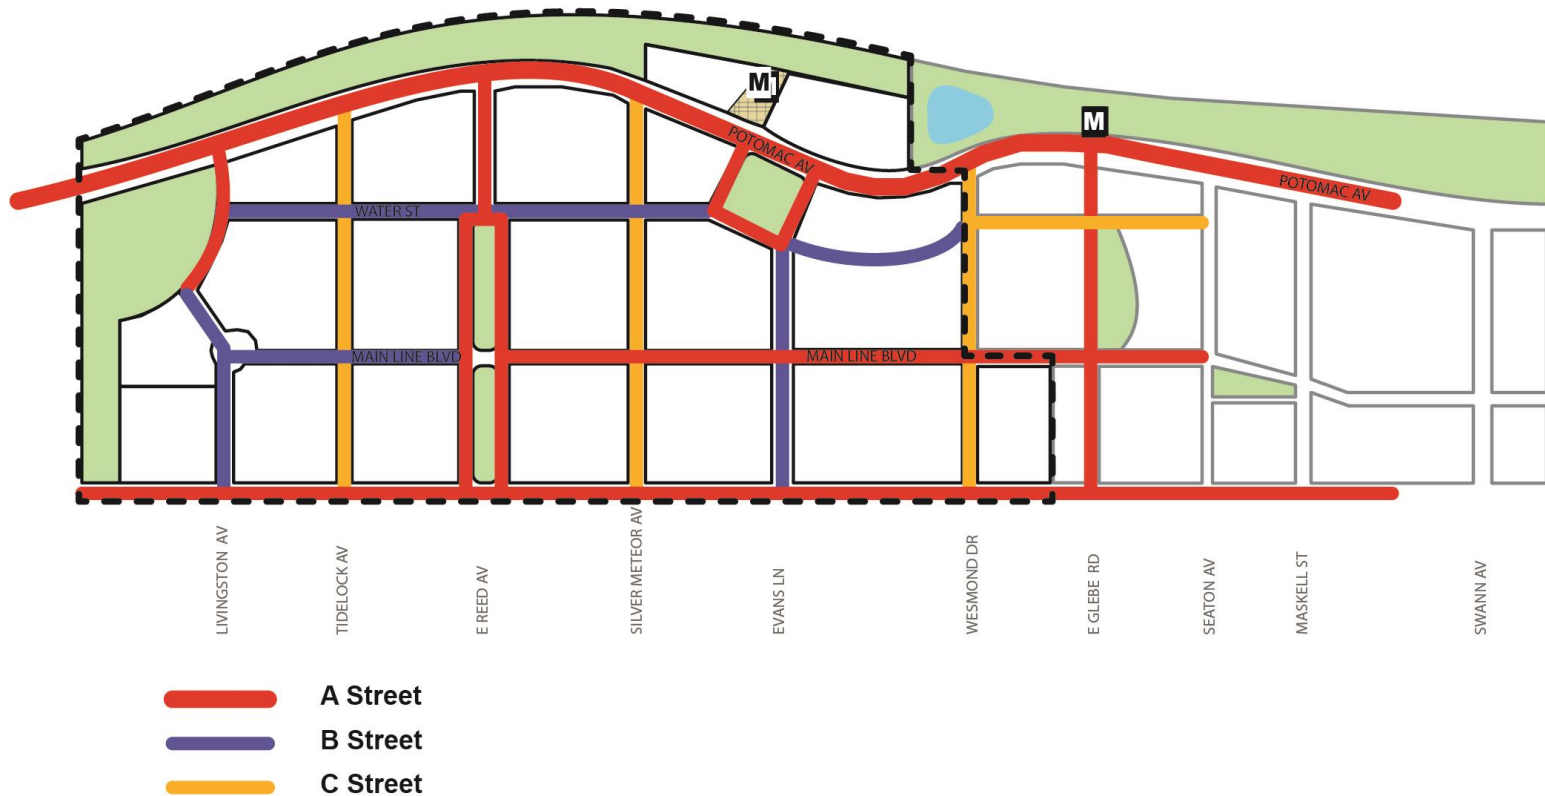 M
M
POTOMAC AV
POTOMAC AV
WATER ST
MAIN LINE BLVD
MAIN LINE BLVD
LIVINGSTON AV
TIDELOCK AV
E REED AV
SILVER METEOR AV
EVANS LN
WESMOND DR
E GLEBE RD
SEATON AV
MASKELL ST
SWANN AV
A Street
B Street
C Street